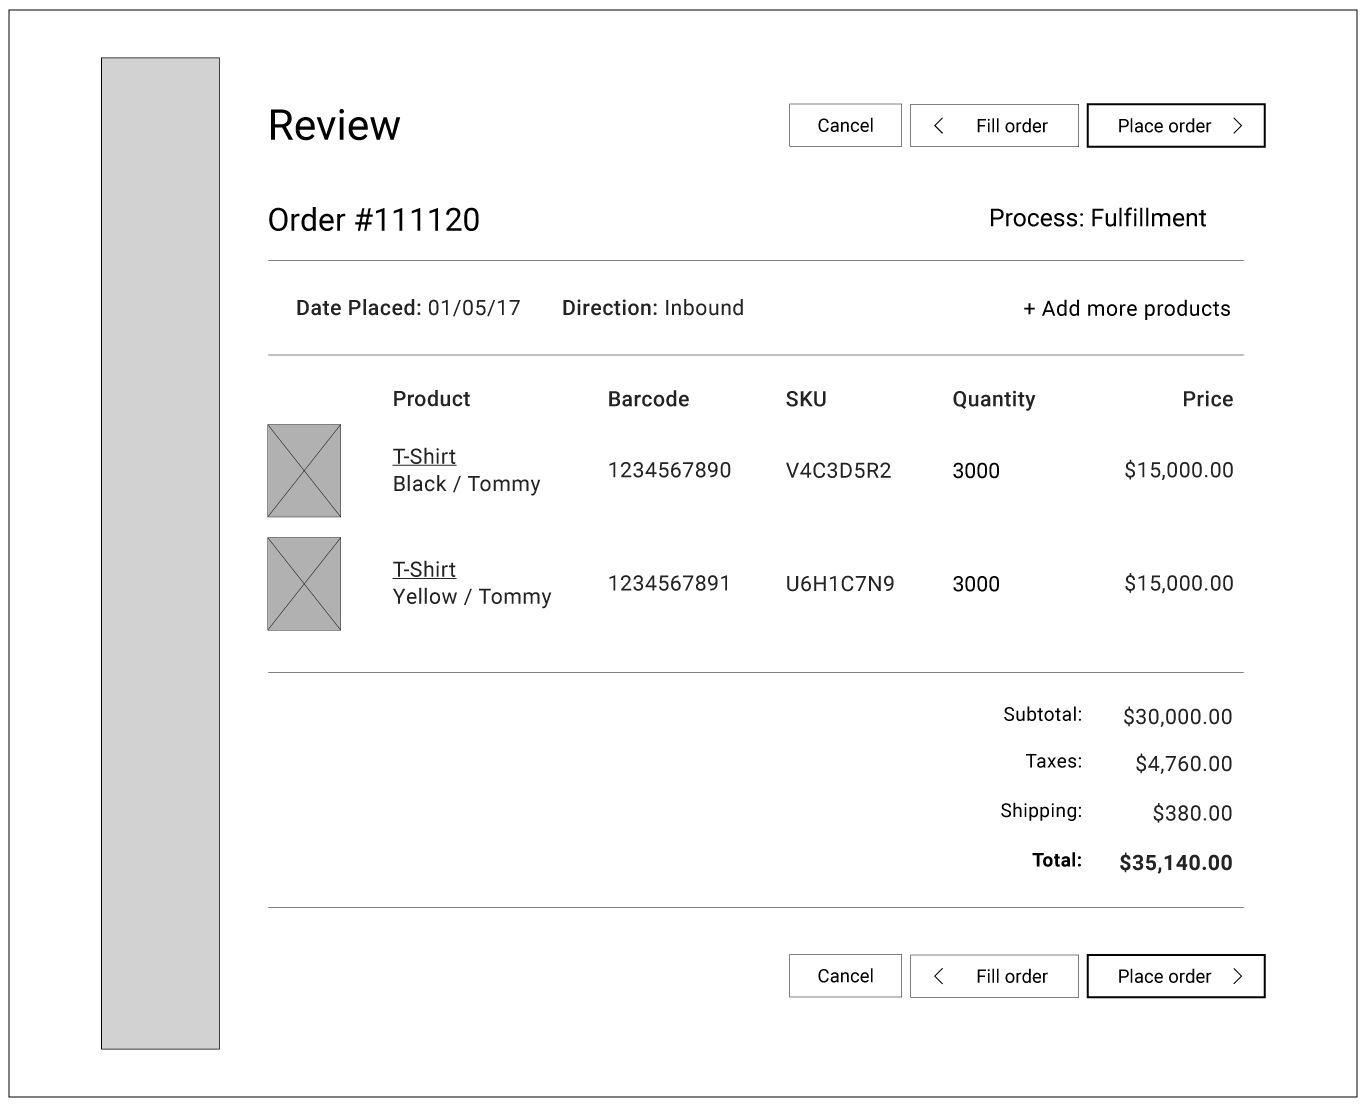 Review
Cancel
< Fill order
Place order >
Order #111120
Process: Fulfillment
Date Placed: 01/05/17
Direction: Inbound
+ Add more products
Product Barcode SKU Quantity Price
T-Shirt
Black / Tommy
1234567890 V4C3D5R2 3000 $15,000.00
T-Shirt
Yellow / Tommy
1234567891 U6H1C7N9 3000 $15,000.00
Subtotal: $30,000.00
Taxes: $4,760.00
Shipping: $380.00
Total: $35,140.00
Cancel
< Fill order
Place order >